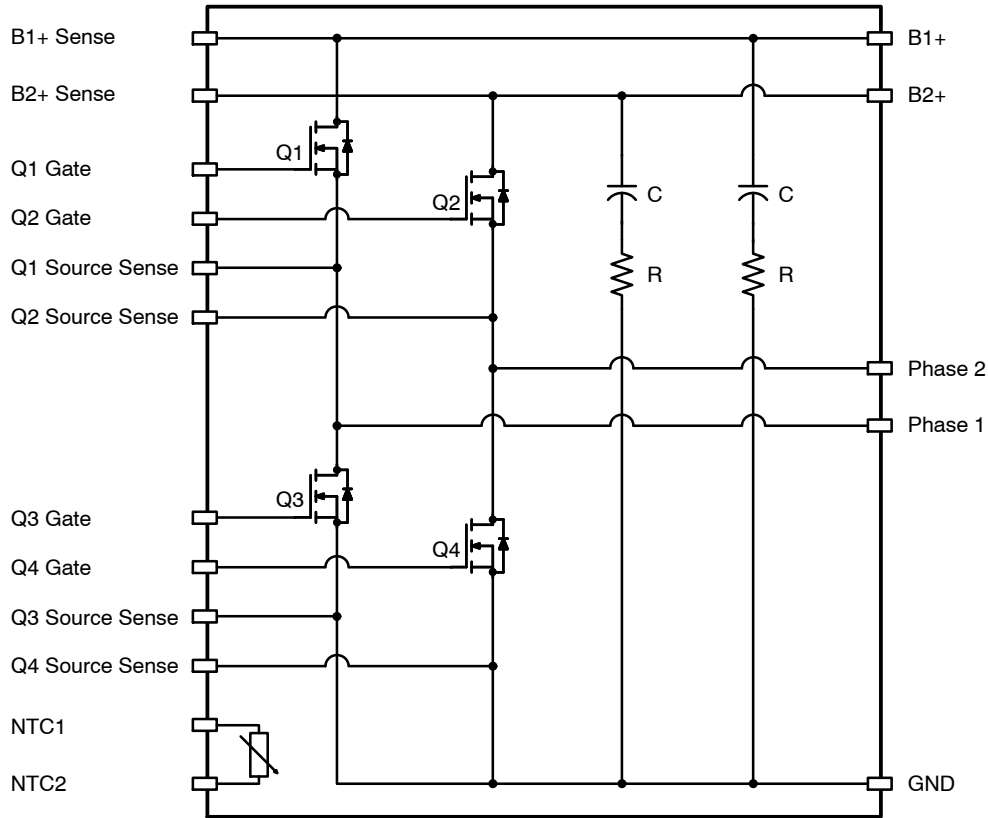 B1+ Sense
B1+
B2+ Sense
B2+
Q1
Q1 Gate
C
C
Q2
Q2 Gate
Q1 Source Sense
R
R
Q2 Source Sense
Phase 2
Phase 1
Q3
Q3 Gate
Q4
Q4 Gate
Q3 Source Sense
Q4 Source Sense
NTC1
NTC2
GND